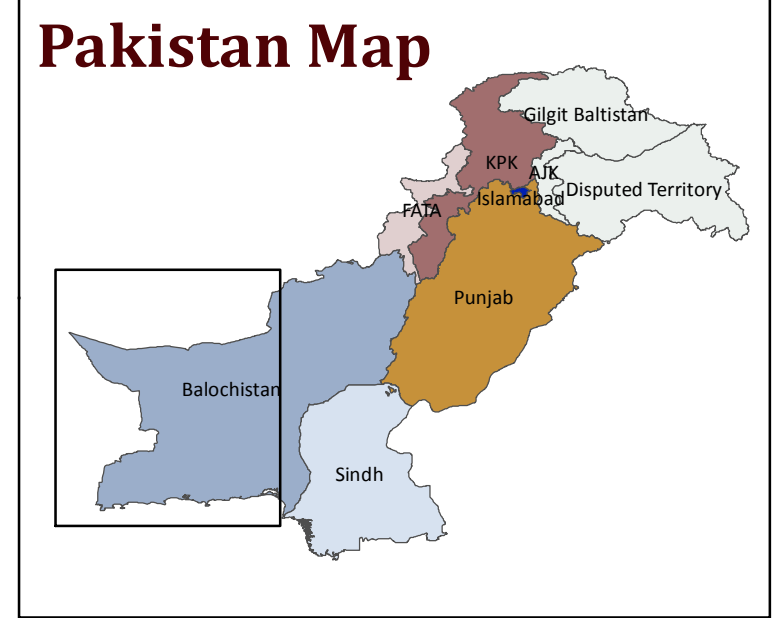 Pakistan Map
Gilgit Baltistan
KPK
AJK
Disputed Territory
Islamabad
FATA
Punjab
Balochistan
Sindh